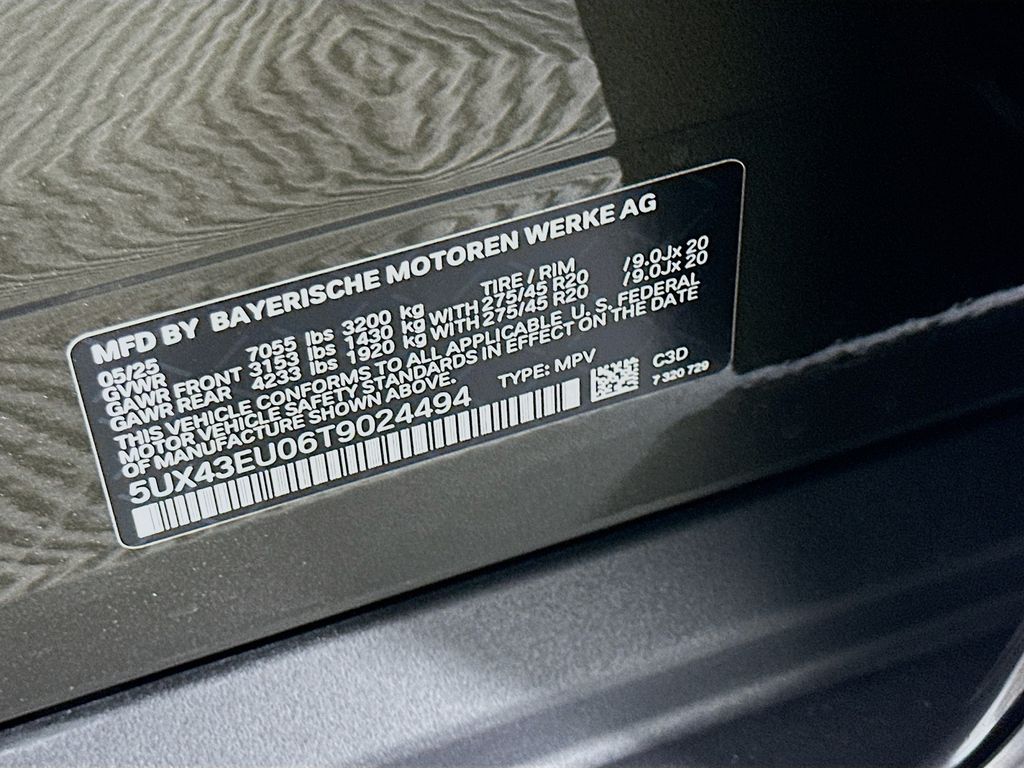 MFD BY BAYERISCHE MOTOREN WERKE AG
05/25 TIRE / RIM
GVWR 7055 lbs 3200 kg WITH 275/45 R20 /9.0Jx 20
GAWR FRONT 3153 lbs 1430 kg WITH 275/45 R20 /9.0Jx 20
GAWR REAR 4233 lbs 1920 kg
THIS VEHICLE CONFORMS TO ALL APPLICABLE U. S. FEDERAL
MOTOR VEHICLE SAFETY STANDARDS IN EFFECT ON THE DATE
OF MANUFACTURE SHOWN ABOVE.
TYPE: MPV C3D
5UX43EU06T9024494 7 320 729